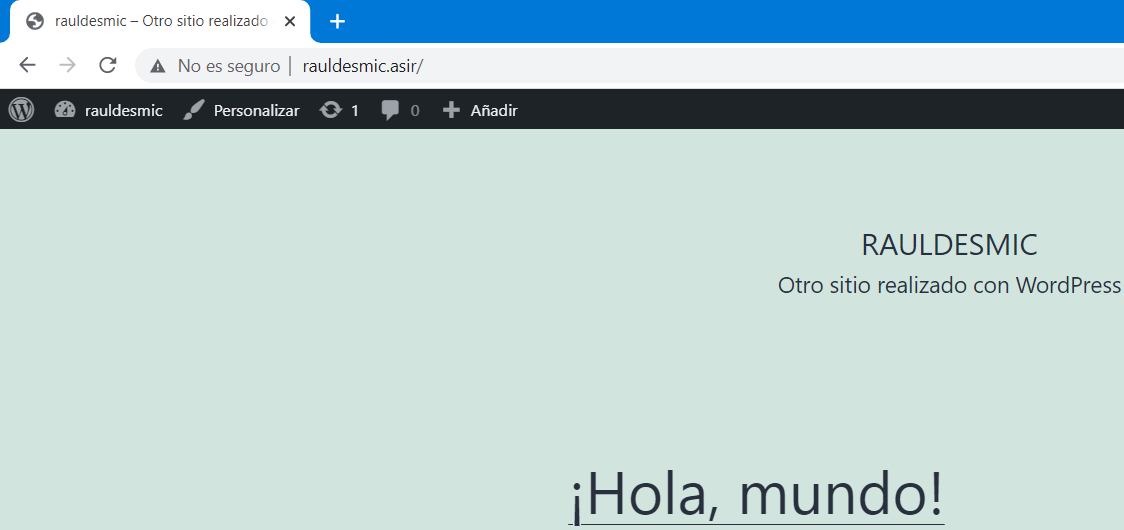 rauldesmic – Otro sitio realizado
No es seguro | rauldesmic.asir/
rauldesmic Personalizar 1 0 Añadir
RAULDESMIC
Otro sitio realizado con WordPress
¡Hola, mundo!